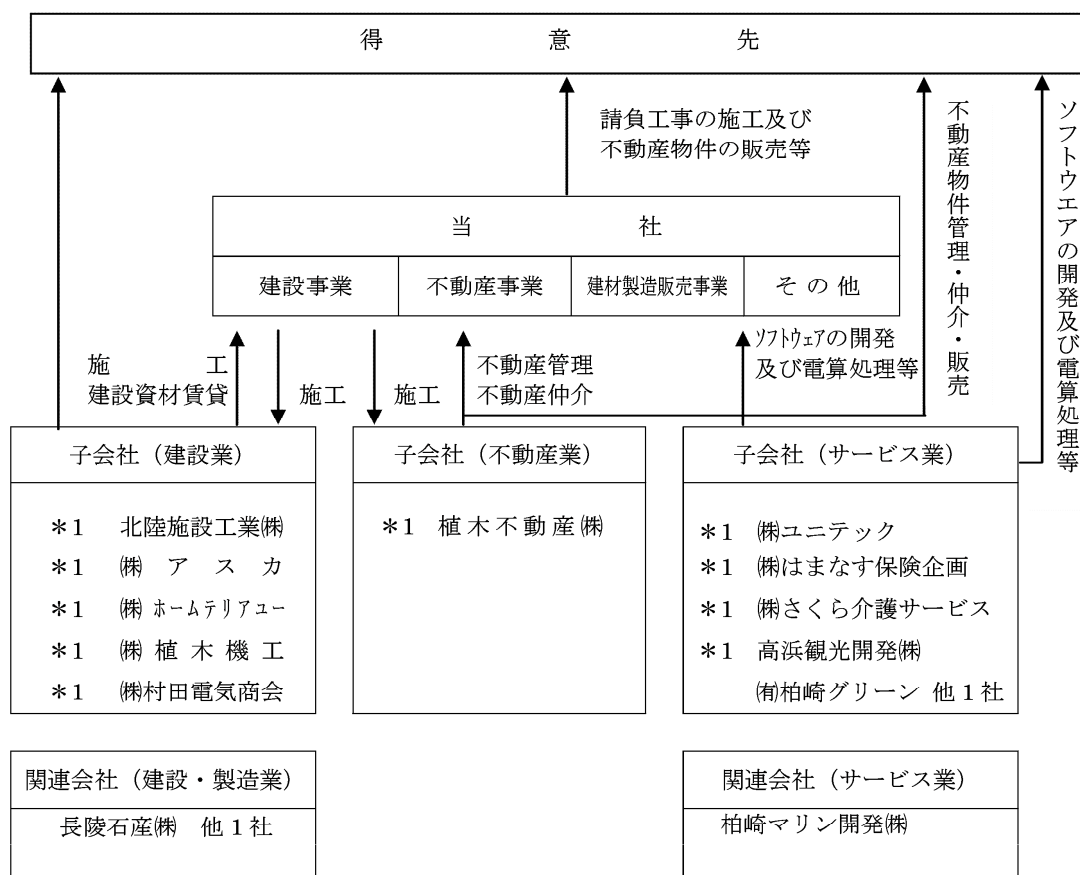 得意先
請負工事の施工及び
不動産物件の販売等
不動産物件管理・仲介・販売
ソフトウエアの開発及び電算処理等
当社
建設事業
不動産事業
建材製造販売事業
その他
施工
建設資材賃貸
施工
施工
不動産管理
不動産仲介
ソフトウェアの開発
及び電算処理等
子会社（建設業）
＊1 北陸施設工業㈱
＊1 ㈱アスカ
＊1 ㈱ホームテリアユー
＊1 ㈱植木機工
＊1 ㈱村田電気商会
子会社（不動産業）
＊1 植木不動産㈱
子会社（サービス業）
＊1 ㈱ユニテック
＊1 ㈱はまなす保険企画
＊1 ㈱さくら介護サービス
＊1 高浜観光開発㈱
㈲柏崎グリーン 他1社
関連会社（建設・製造業）
長陵石産㈱ 他1社
関連会社（サービス業）
柏崎マリン開発㈱